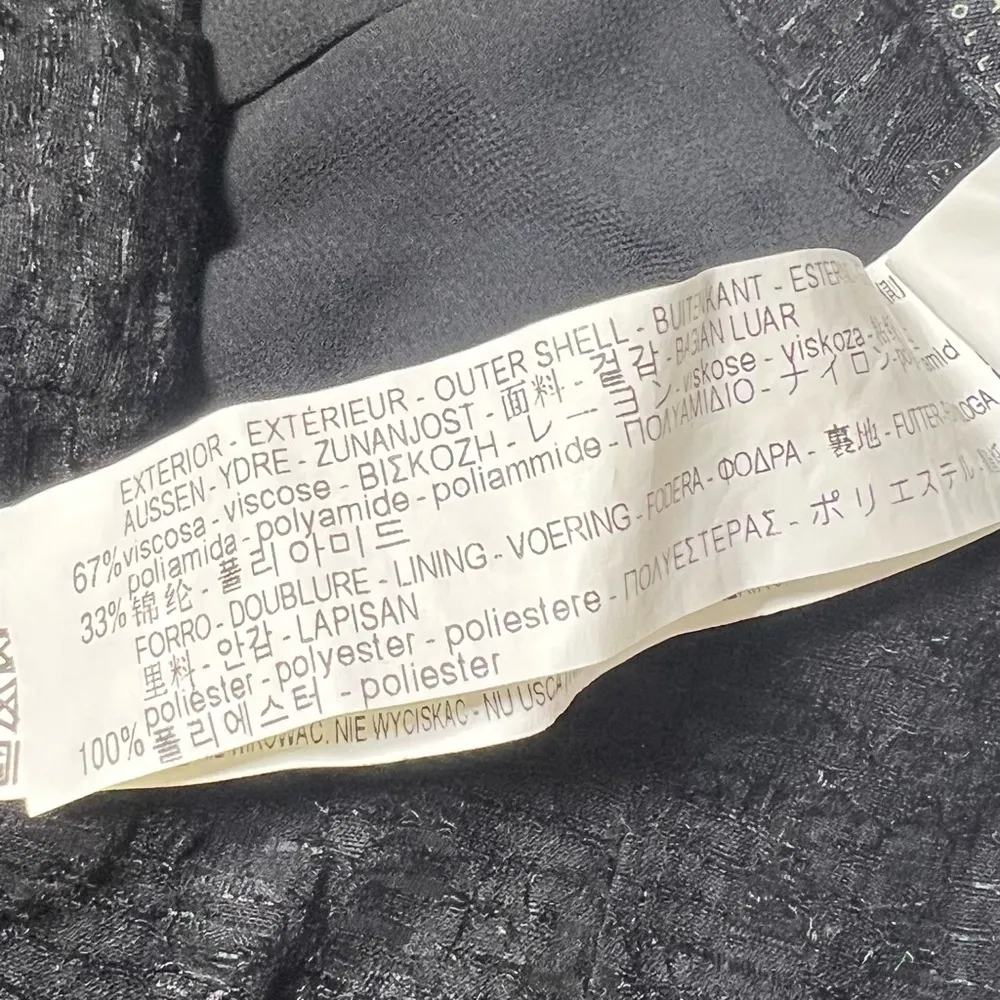 EXTERIOR - EXTÉRIEUR - OUTER SHELL - BUITENKANT -
AUSSEN - YDRE - ZUNANJOST - 面料 - 겉감 - BAGIAN LUAR
67% viscosa - viscose - ΒΙΣΚΟΖΗ - レーヨン - viskose - viskoza -
33% poliamida - polyamide - poliammide - ΠΟΛΥΑΜΙΔΙΟ - ナイロン -
锦纶 - 폴리아미드
FORRO - DOUBLURE - LINING - VOERING - FODERA - ΦΟΔΡΑ - 裏地 - FUTTER -
里料 - 안감 - LAPISAN
100% poliéster - polyester - poliestere - ΠΟΛΥΕΣΤΕΡΑΣ - ポリエステル -
폴리에스터 - poliester
NIE WYCISKAĆ - NU